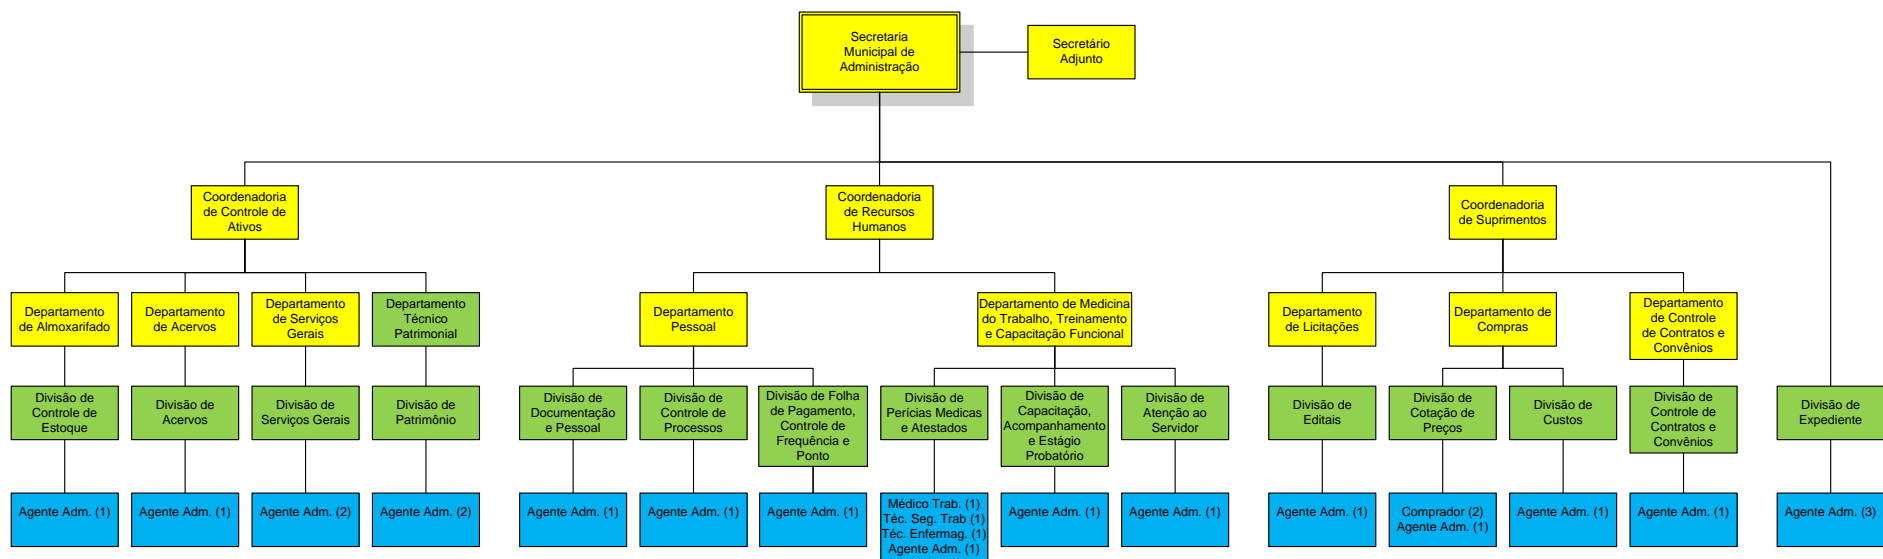 Secretaria
Municipal de
Administração
Secretário
Adjunto
Coordenadoria
de Controle de
Ativos
Coordenadoria
de Recursos
Humanos
Coordenadoria
de Suprimentos
Departamento
de Almoxarifado
Departamento
de Acervos
Departamento
de Serviços
Gerais
Departamento
Técnico
Patrimonial
Departamento
Pessoal
Departamento de Medicina
do Trabalho, Treinamento
e Capacitação Funcional
Departamento
de Licitações
Departamento de
Compras
Departamento
de Controle
de Contratos e
Convênios
Divisão de
Controle de
Estoque
Divisão de
Acervos
Divisão de
Serviços Gerais
Divisão de
Patrimônio
Divisão de
Documentação
e Pessoal
Divisão de
Controle de
Processos
Divisão de Folha
de Pagamento,
Controle de
Frequência e
Ponto
Divisão de
Perícias Medicas
e Atestados
Divisão de
Capacitação,
Acompanhamento
e Estágio
Probatório
Divisão de
Atenção ao
Servidor
Divisão de
Editais
Divisão de
Cotação de
Preços
Divisão de
Custos
Divisão de
Controle de
Contratos e
Convênios
Divisão de
Expediente
Agente Adm. (1)
Agente Adm. (1)
Agente Adm. (2)
Agente Adm. (2)
Agente Adm. (1)
Agente Adm. (1)
Agente Adm. (1)
Médico Trab. (1)
Téc. Seg. Trab (1)
Téc. Enfermag. (1)
Agente Adm. (1)
Agente Adm. (1)
Agente Adm. (1)
Agente Adm. (1)
Comprador (2)
Agente Adm. (1)
Agente Adm. (1)
Agente Adm. (1)
Agente Adm. (3)